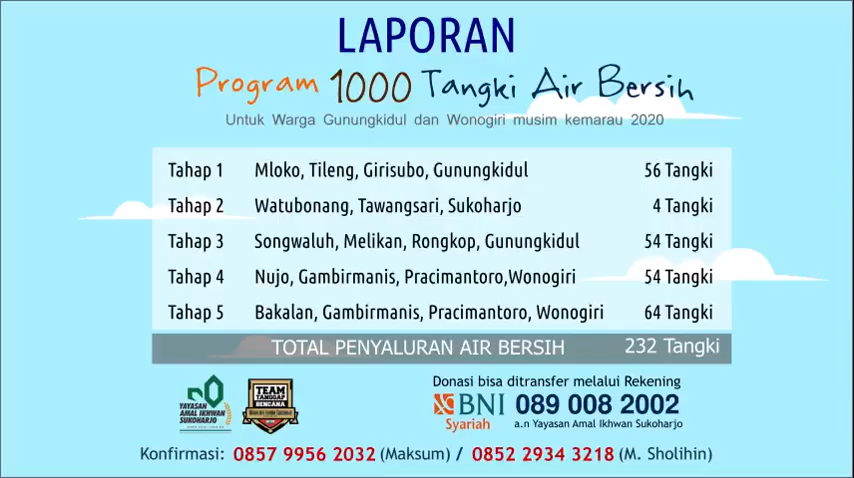 LAPORAN
Program 1000 Tangki Air Bersih
Untuk Warga Gunungkidul dan Wonogiri musim kemarau 2020
Tahap 1 Mloko, Tileng, Girisubo, Gunungkidul 56 Tangki
Tahap 2 Watubonang, Tawangsari, Sukoharjo 4 Tangki
Tahap 3 Songwaluh, Melikan, Rongkop, Gunungkidul 54 Tangki
Tahap 4 Nujo, Gambirmanis, Pracimantoro,Wonogiri 54 Tangki
Tahap 5 Bakalan, Gambirmanis, Pracimantoro, Wonogiri 64 Tangki
TOTAL PENYALURAN AIR BERSIH 232 Tangki
YAYASAN
AMAL IKHWAN
SUKOHARJO
TEAM
TANGGAP
BENCANA
Donasi bisa ditransfer melalui Rekening
BNI 089 008 2002
Syariah a.n Yayasan Amal Ikhwan Sukoharjo
Konfirmasi: 0857 9956 2032 (Maksum) / 0852 2934 3218 (M. Sholihin)